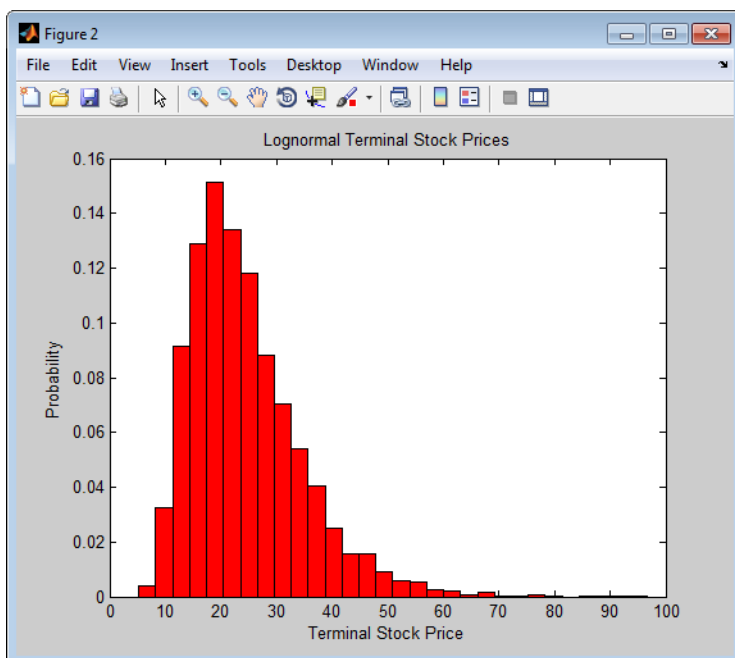 Figure 2
File Edit View Insert Tools Desktop Window Help
Lognormal Terminal Stock Prices
0.16
0.14
0.12
0.1
0.08
0.06
0.04
0.02
0
Probability
0 10 20 30 40 50 60 70 80 90 100
Terminal Stock Price